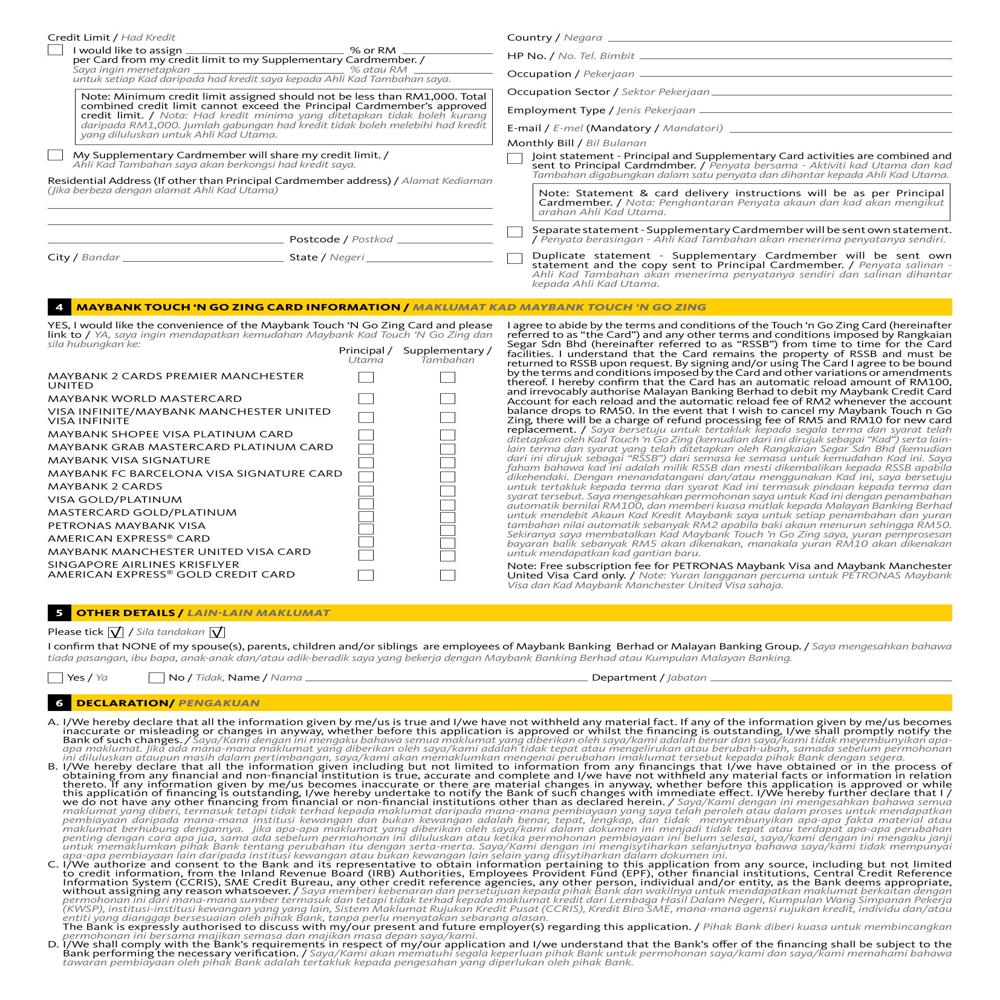 Credit Limit / Had Kredit
I would like to assign % or RM
per Card from my credit limit to my Supplementary Cardmember. /
Saya ingin menetapkan % atau RM
untuk setiap Kad daripada had kredit saya kepada Ahli Kad Tambahan saya.
Note: Minimum credit limit assigned should not be less than RM1,000. Total
combined credit limit cannot exceed the Principal Cardmember's approved
credit limit. / Nota: Had kredit minima yang ditetapkan tidak boleh kurang
daripada RM1,000. Jumlah gabungan had kredit tidak boleh melebihi had kredit
yang diluluskan untuk Ahli Kad Utama.
My Supplementary Cardmember will share my credit limit. /
Ahli Kad Tambahan saya akan berkongsi had kredit saya.
Residential Address (If other than Principal Cardmember address) / Alamat Kediaman
(Jika berbeza dengan alamat Ahli Kad Utama)
Postcode / Postkod
City / Bandar State / Negeri
Country / Negara
HP No. / No. Tel. Bimbit
Occupation / Pekerjaan
Occupation Sector / Sektor Pekerjaan
Employment Type / Jenis Pekerjaan
E-mail / E-mel (Mandatory / Mandatori)
Monthly Bill / Bil Bulanan
Joint statement - Principal and Supplementary Card activities are combined and
sent to Principal Cardmdmber. / Penyata bersama - Aktiviti kad Utama dan kad
Tambahan digabungkan dalam satu penyata dan dihantar kepada Ahli Kad Utama.
Note: Statement & card delivery instructions will be as per Principal
Cardmember. / Nota: Penghantaran Penyata akaun dan kad akan mengikut
arahan Ahli Kad Utama.
Separate statement - Supplementary Cardmember will be sent own statement.
/ Penyata berasingan - Ahli Kad Tambahan akan menerima penyatanya sendiri.
Duplicate statement - Supplementary Cardmember will be sent own
statement and the copy sent to Principal Cardmember. / Penyata salinan -
Ahli Kad Tambahan akan menerima penyatanya sendiri dan salinan dihantar
kepada Ahli Kad Utama.
4 MAYBANK TOUCH 'N GO ZING CARD INFORMATION / MAKLUMAT KAD MAYBANK TOUCH 'N GO ZING
YES, I would like the convenience of the Maybank Touch 'N Go Zing Card and please
link to / YA, saya ingin mendapatkan kemudahan Maybank Kad Touch 'N Go Zing dan
sila hubungkan ke:
Principal / Supplementary /
Utama Tambahan
MAYBANK 2 CARDS PREMIER MANCHESTER
UNITED
MAYBANK WORLD MASTERCARD
VISA INFINITE/MAYBANK MANCHESTER UNITED
VISA INFINITE
MAYBANK SHOPEE VISA PLATINUM CARD
MAYBANK GRAB MASTERCARD PLATINUM CARD
MAYBANK VISA SIGNATURE
MAYBANK FC BARCELONA VISA SIGNATURE CARD
MAYBANK 2 CARDS
VISA GOLD/PLATINUM
MASTERCARD GOLD/PLATINUM
PETRONAS MAYBANK VISA
AMERICAN EXPRESS® CARD
MAYBANK MANCHESTER UNITED VISA CARD
SINGAPORE AIRLINES KRISFLYER
AMERICAN EXPRESS® GOLD CREDIT CARD
I agree to abide by the terms and conditions of the Touch 'n Go Zing Card (hereinafter
referred to as "the Card") and any other terms and conditions imposed by Rangkaian
Segar Sdn Bhd (hereinafter referred to as "RSSB") from time to time for the Card
facilities. I understand that the Card remains the property of RSSB and must be
returned to RSSB upon request. By signing and/or using The Card I agree to be bound
by the terms and conditions imposed by the Card and other variations or amendments
thereof. I hereby confirm that the Card has an automatic reload amount of RM100,
and irrevocably authorise Malayan Banking Berhad to debit my Maybank Credit Card
Account for each reload and the automatic reload fee of RM2 whenever the account
balance drops to RM50. In the event that I wish to cancel my Maybank Touch n Go
Zing, there will be a charge of refund processing fee of RM5 and RM10 for new card
replacement. / Saya bersetuju untuk tertakluk kepada segala terma dan syarat telah
ditetapkan oleh Kad Touch 'n Go Zing (kemudian dari ini dirujuk sebagai "Kad") serta lain-
lain terma dan syarat yang telah ditetapkan oleh Rangkaian Segar Sdn Bhd (kemudian
dari ini dirujuk sebagai "RSSB") dari semasa ke semasa untuk kemudahan Kad ini. Saya
faham bahawa kad ini adalah milik RSSB dan mesti dikembalikan kepada RSSB apabila
dikehendaki. Dengan menandatangani dan/atau menggunakan Kad ini, saya bersetuju
untuk tertakluk kepada terma dan syarat Kad ini termasuk pindaan kepada terma dan
syarat tersebut. Saya mengesahkan permohonan saya untuk Kad ini dengan penambahan
automatik bernilai RM100, dan memberi kuasa mutlak kepada Malayan Banking Berhad
untuk mendebit Akaun Kad Kredit Maybank saya untuk setiap penambahan dan yuran
tambahan nilai automatik sebanyak RM2 apabila baki akaun menurun sehingga RM50.
Sekiranya saya membatalkan Kad Maybank Touch 'n Go Zing saya, yuran pemprosesan
bayaran balik sebanyak RM5 akan dikenakan, manakala yuran RM10 akan dikenakan
untuk mendapatkan kad gantian baru.
Note: Free subscription fee for PETRONAS Maybank Visa and Maybank Manchester
United Visa Card only. / Note: Yuran langganan percuma untuk PETRONAS Maybank
Visa dan Kad Maybank Manchester United Visa sahaja.
5 OTHER DETAILS / LAIN-LAIN MAKLUMAT
Please tick / Sila tandakan
I confirm that NONE of my spouse(s), parents, children and/or siblings are employees of Maybank Banking Berhad or Malayan Banking Group. / Saya mengesahkan bahawa
tiada pasangan, ibu bapa, anak-anak dan/atau adik-beradik saya yang bekerja dengan Maybank Banking Berhad atau Kumpulan Malayan Banking.
Yes / Ya No / Tidak, Name / Nama Department / Jabatan
6 DECLARATION/ PENGAKUAN
A. I/We hereby declare that all the information given by me/us is true and I/we have not withheld any material fact. If any of the information given by me/us becomes
inaccurate or misleading or changes in anyway, whether before this application is approved or whilst the financing is outstanding, I/we shall promptly notify the
Bank of such changes. / Saya/Kami dengan ini mengaku bahawa semua maklumat yang diberikan oleh saya/kami adalah benar dan saya/kami tidak meyembunyikan apa-
apa maklumat. Jika ada mana-mana maklumat yang diberikan oleh saya/kami adalah tidak tepat atau mengelirukan atau berubah-ubah, samada sebelum permohonan
ini diluluskan ataupun masih dalam pertimbangan, saya/kami akan memaklumkan mengenai perubahan imaklumat tersebut kepada pihak Bank dengan segera.
B. I/We hereby declare that all the information given including but not limited to information from any financings that I/we have obtained or in the process of
obtaining from any financial and non-financial institution is true, accurate and complete and I/we have not withheld any material facts or information in relation
thereto. If any information given by me/us becomes inaccurate or there are material changes in anyway, whether before this application is approved or while
this application of financing is outstanding, I/we hereby undertake to notify the Bank of such changes with immediate effect. I/We hereby further declare that I /
we do not have any other financing from financial or non-financial institutions other than as declared herein. / Saya/Kami dengan ini mengesahkan bahawa semua
maklumat yang diberi, termasuk tetapi tidak terhad kepada maklumat daripada mana-mana pembiayaan yang saya telah peroleh atau dalam proses untuk mendapatkan
pembiayaan daripada mana-mana institusi kewangan dan bukan kewangan adalah benar, tepat, lengkap, dan tidak menyembunyikan apa-apa fakta material atau
maklumat berhubung dengannya. Jika apa-apa maklumat yang diberikan oleh saya/kami dalam dokumen ini menjadi tidak tepat atau terdapat apa-apa perubahan
penting dengan cara apa jua, sama ada sebelum permohonan ini diluluskan atau ketika permohonan pembiayaan ini belum selesai, saya/kami dengan ini mengaku janji
untuk memaklumkan pihak Bank tentang perubahan itu dengan serta-merta. Saya/Kami dengan ini mengisytiharkan selanjutnya bahawa saya/kami tidak mempunyai
apa-apa pembiayaan lain daripada institusi kewangan atau bukan kewangan lain selain yang diisytiharkan dalam dokumen ini.
C. I/We authorize and consent to the Bank and its representative to obtain information pertaining to this application from any source, including but not limited
to credit information, from the Inland Revenue Board (IRB) Authorities, Employees Provident Fund (EPF), other financial institutions, Central Credit Reference
Information System (CCRIS), SME Credit Bureau, any other credit reference agencies, any other person, individual and/or entity, as the Bank deems appropriate,
without assigning any reason whatsoever. / Saya/Kami memberi kuasa dan persetujuan kepada pihak Bank dan wakilnya untuk mendapatkan maklumat berkaitan dengan
permohonan ini dari mana-mana sumber termasuk dan tetapi tidak terhad kepada maklumat kredit dari Lembaga Hasil Dalam Negeri, Kumpulan Wang Simpanan Pekerja
(KWSP), institusi-institusi kewangan yang yang lain, Sistem Maklumat Rujukan Kredit Pusat (CCRIS), Kredit Biro SME, mana-mana agensi rujukan kredit, individu dan/atau
entiti yang dianggap bersesuaian oleh pihak Bank, tanpa perlu menyatakan sebarang alasan.
The Bank is expressly authorised to discuss with my/our present and future employer(s) regarding this application. / Pihak Bank diberi kuasa untuk membincangkan
permohonan ini bersama majikan semasa dan majikan masa depan saya/kami.
D. I/We shall comply with the Bank's requirements in respect of my/our application and I/we understand that the Bank's offer of the financing shall be subject to the
Bank performing the necessary verification. / Saya/Kami akan mematuhi segala keperluan pihak Bank untuk permohonan saya/kami dan saya/kami memahami bahawa
tawaran pembiayaan oleh pihak Bank adalah tertakluk kepada pengesahan yang diperlukan oleh pihak Bank.